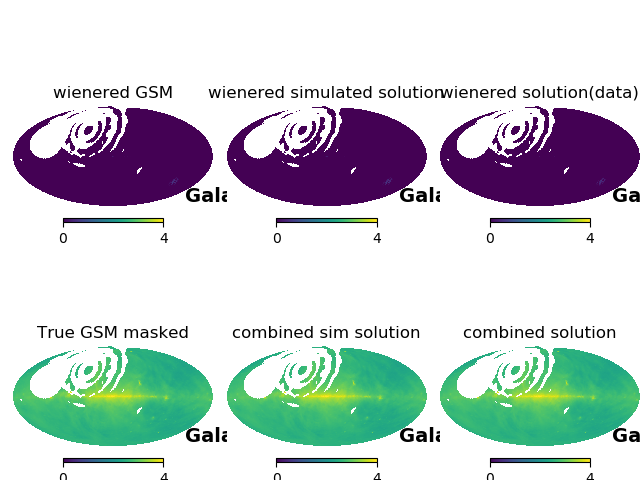 wienered GSM
wienered simulated solution
wienered solution(data)
Gala
Gala
Ga
0 4
0 4
0 4
True GSM masked
combined sim solution
combined solution
Gala
Gala
Ga
0 4
0 4
0 4